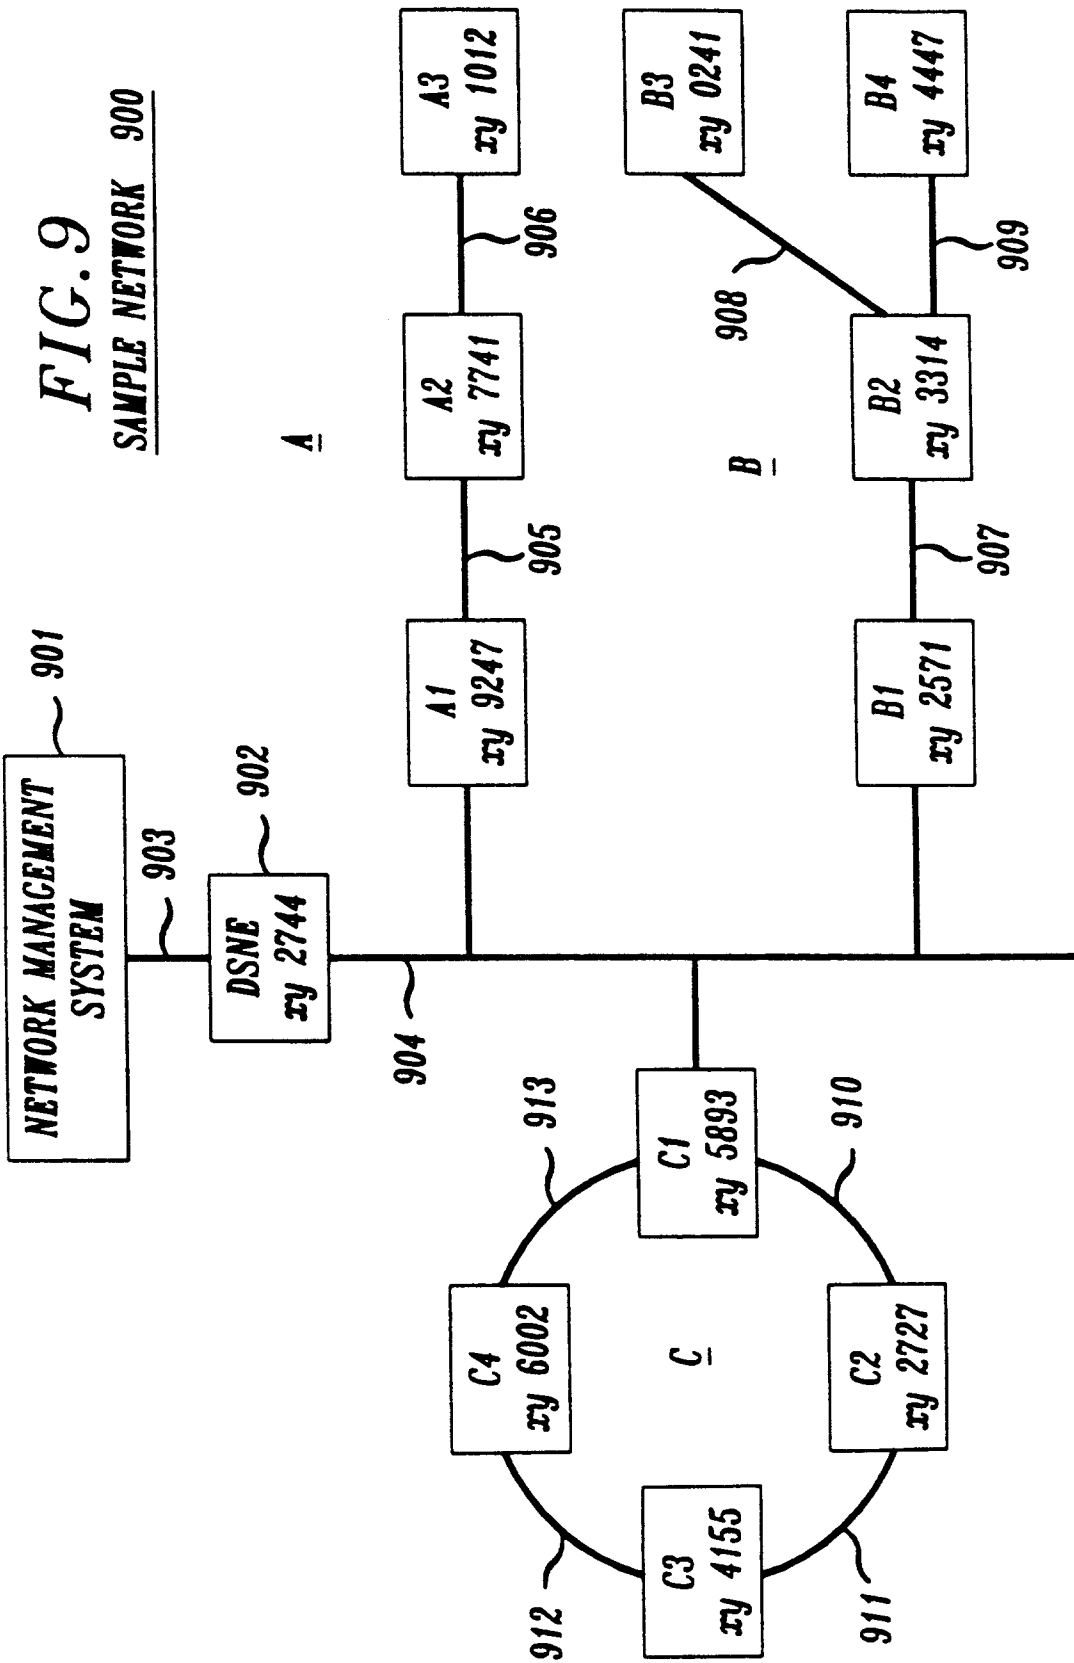 FIG.9
SAMPLE NETWORK 900
NETWORK MANAGEMENT
SYSTEM
901
903
DSNE
xy 2744
902
904
A
A1
xy 9247
905
A2
xy 7741
906
A3
xy 1012
B
B1
xy 2571
907
B2
xy 3314
908
B3
xy 0241
909
B4
xy 4447
C
C1
xy 5893
910
C2
xy 2727
911
C3
xy 4155
912
C4
xy 6002
913